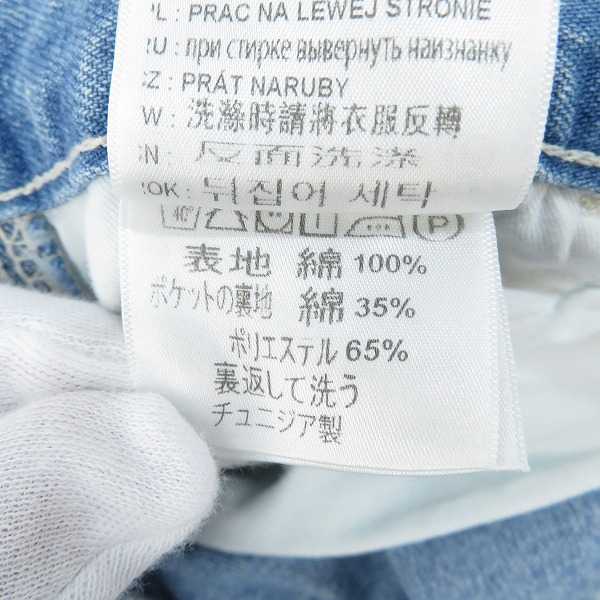 PL : PRAC NA LEWEJ STRONIE
RU : при стирке вывернуть наизнанку
CZ : PRÁT NARUBY
W : 洗滌時請將衣服反轉
CN : 反面洗涤
ROK : 뒤집어 세탁
40° P
表地 綿 100%
ポケットの裏地 綿 35%
ポリエステル 65%
裏返して洗う
チュニジア製